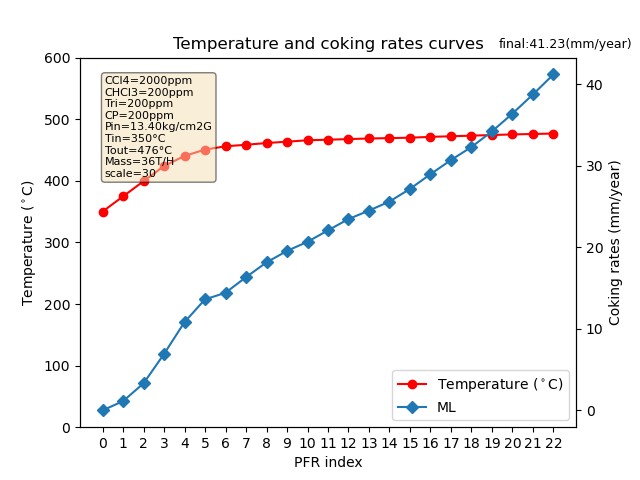 Temperature and coking rates curves
final:41.23(mm/year)
CCl4=2000ppm
CHCl3=200ppm
Tri=200ppm
CP=200ppm
Pin=13.40kg/cm2G
Tin=350°C
Tout=476°C
Mass=36T/H
scale=30
600
500
400
300
200
100
0
Temperature (°C)
40
30
20
10
0
Coking rates (mm/year)
Temperature (°C)
ML
0 1 2 3 4 5 6 7 8 9 10 11 12 13 14 15 16 17 18 19 20 21 22
PFR index